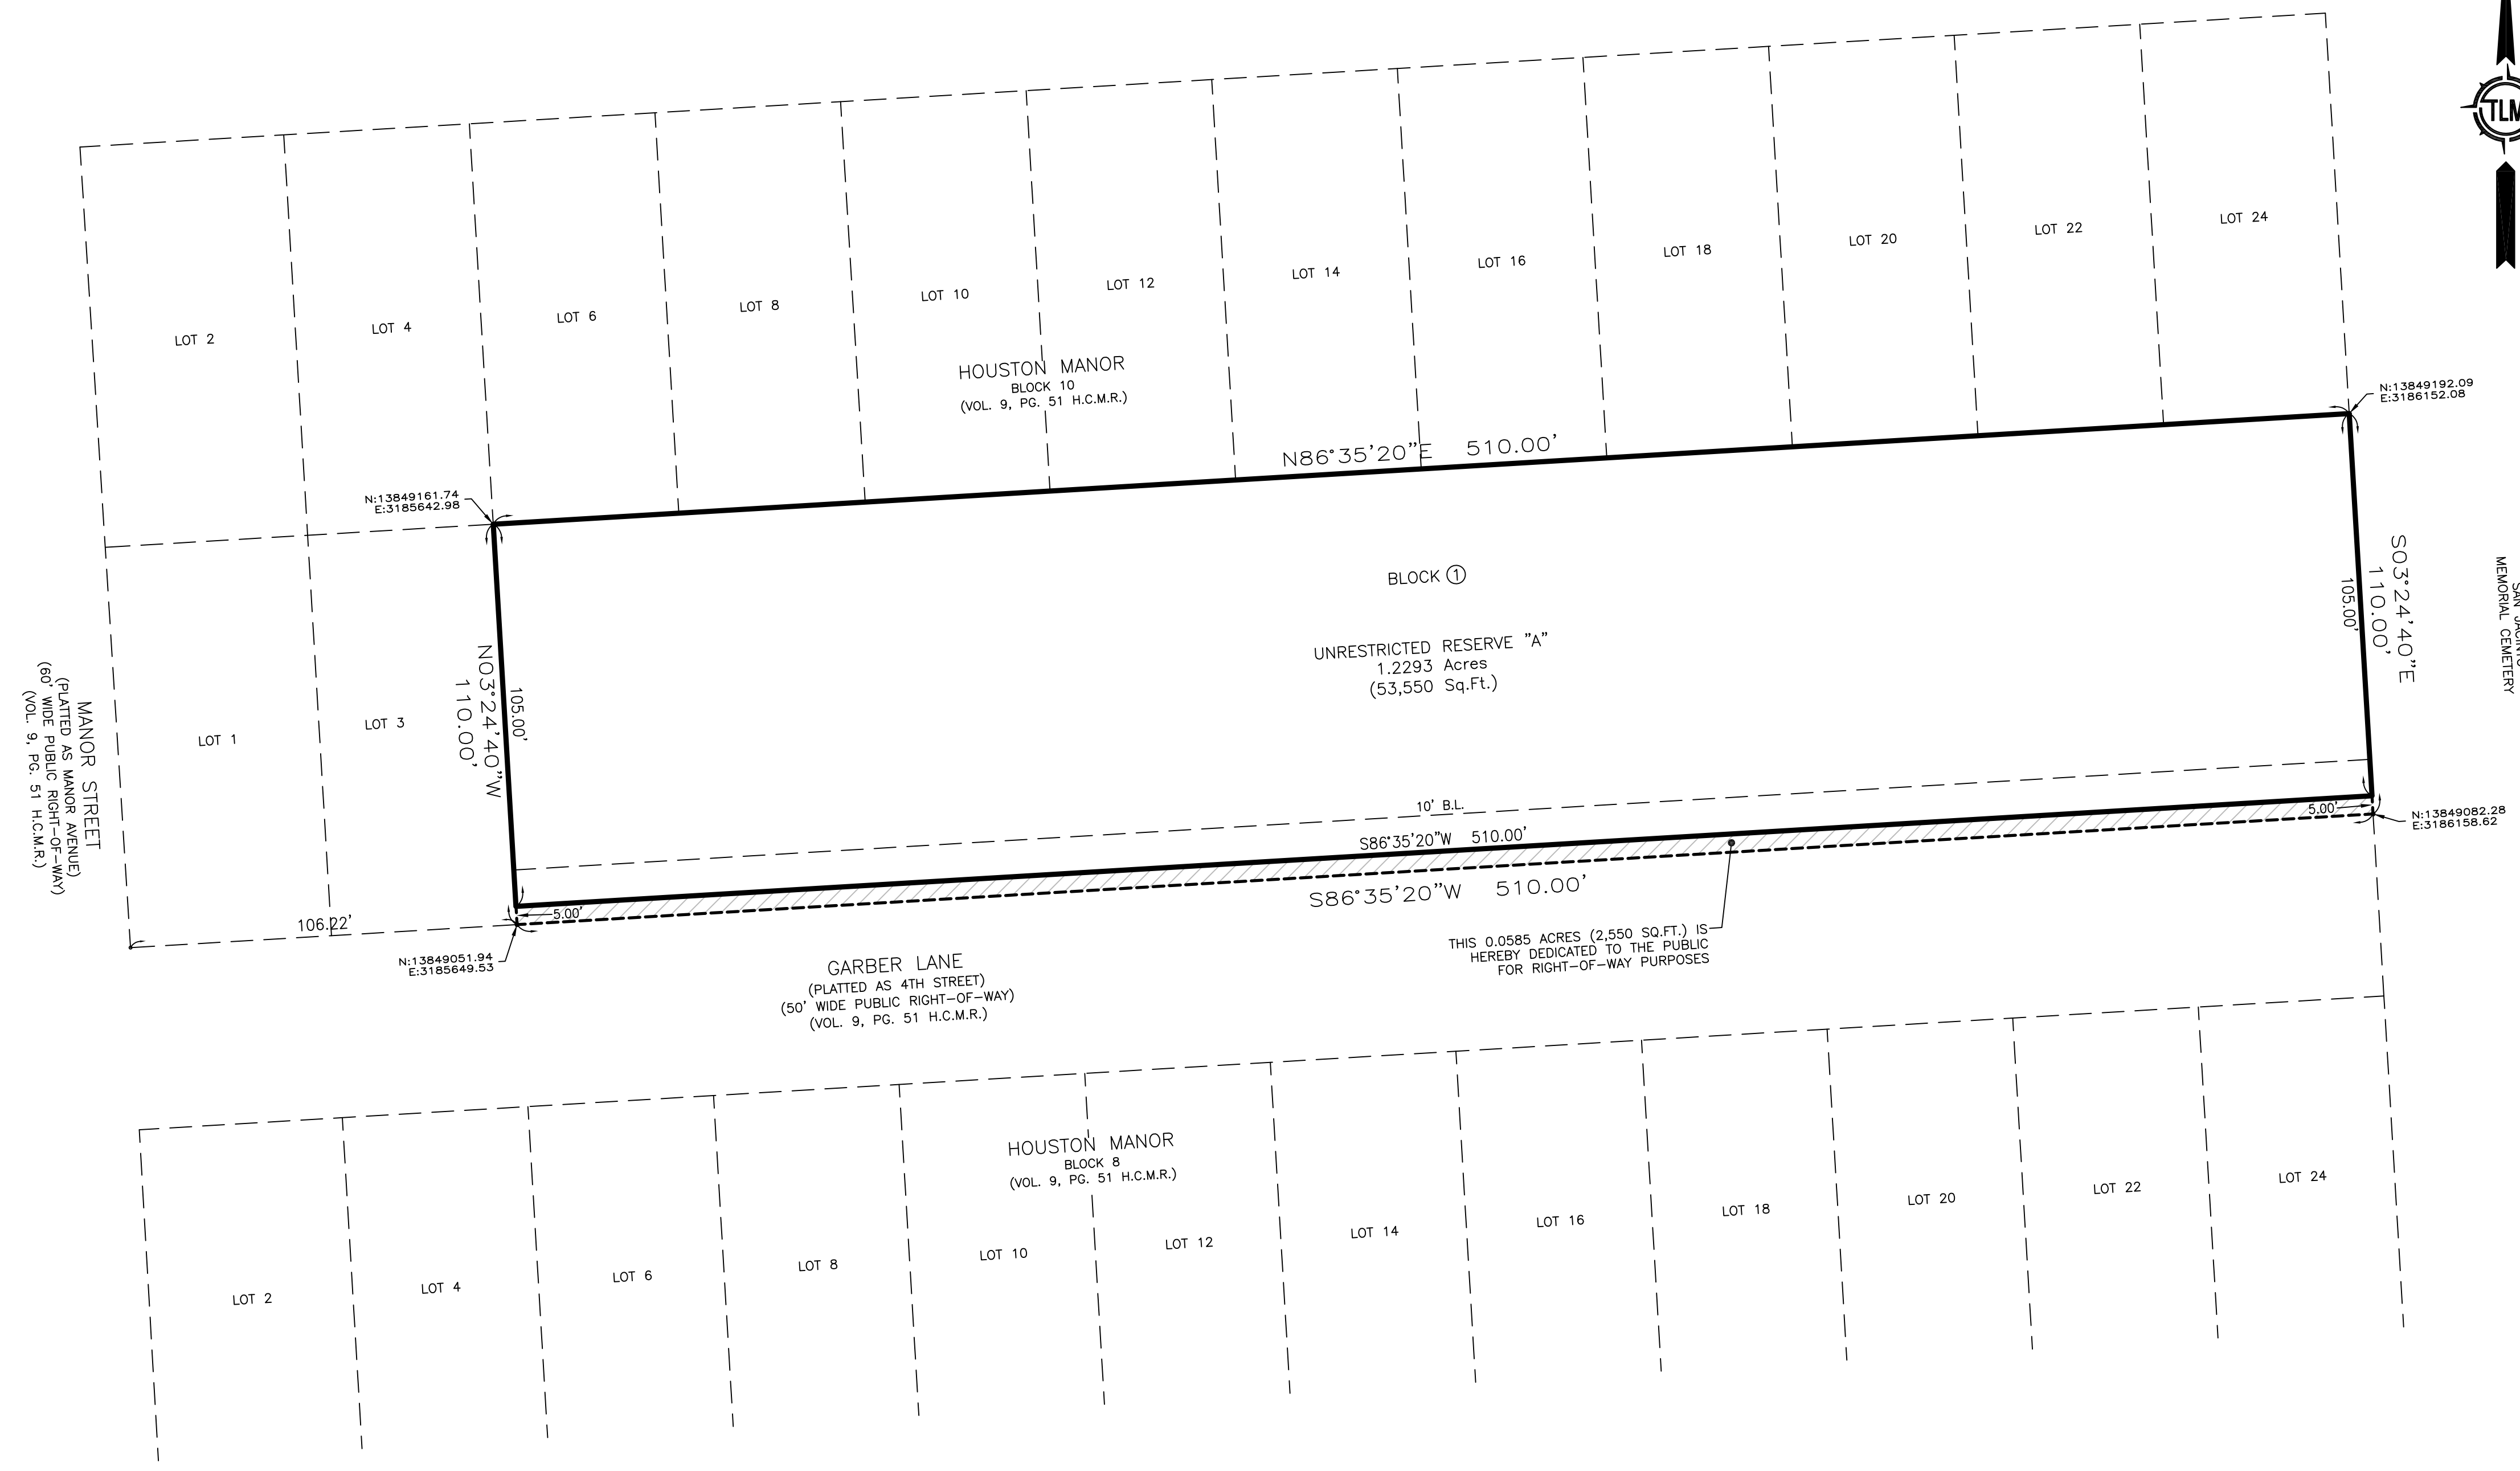 TLM
LOT 2
LOT 4
LOT 6
LOT 8
LOT 10
LOT 12
LOT 14
LOT 16
LOT 18
LOT 20
LOT 22
LOT 24
HOUSTON MANOR
BLOCK 10
(VOL. 9, PG. 51 H.C.M.R.)
N:13849192.09
E:3186152.08
N86°35'20"E 510.00'
N:13849161.74
E:3185642.98
BLOCK 1
UNRESTRICTED RESERVE "A"
1.2293 Acres
(53,550 Sq.Ft.)
LOT 1
LOT 3
N03°24'40"W
110.00'
105.00'
S03°24'40"E
110.00'
105.00'
SAN JACINTO
MEMORIAL CEMETERY
MANOR STREET
(PLATTED AS MANOR AVENUE)
(60' WIDE PUBLIC RIGHT-OF-WAY)
(VOL. 9, PG. 51 H.C.M.R.)
10' B.L.
S86°35'20"W 510.00'
5.00'
5.00'
N:13849082.28
E:3186158.62
S86°35'20"W 510.00'
106.22'
N:13849051.94
E:3185649.53
THIS 0.0585 ACRES (2,550 SQ.FT.) IS
HEREBY DEDICATED TO THE PUBLIC
FOR RIGHT-OF-WAY PURPOSES
GARBER LANE
(PLATTED AS 4TH STREET)
(50' WIDE PUBLIC RIGHT-OF-WAY)
(VOL. 9, PG. 51 H.C.M.R.)
HOUSTON MANOR
BLOCK 8
(VOL. 9, PG. 51 H.C.M.R.)
LOT 2
LOT 4
LOT 6
LOT 8
LOT 10
LOT 12
LOT 14
LOT 16
LOT 18
LOT 20
LOT 22
LOT 24